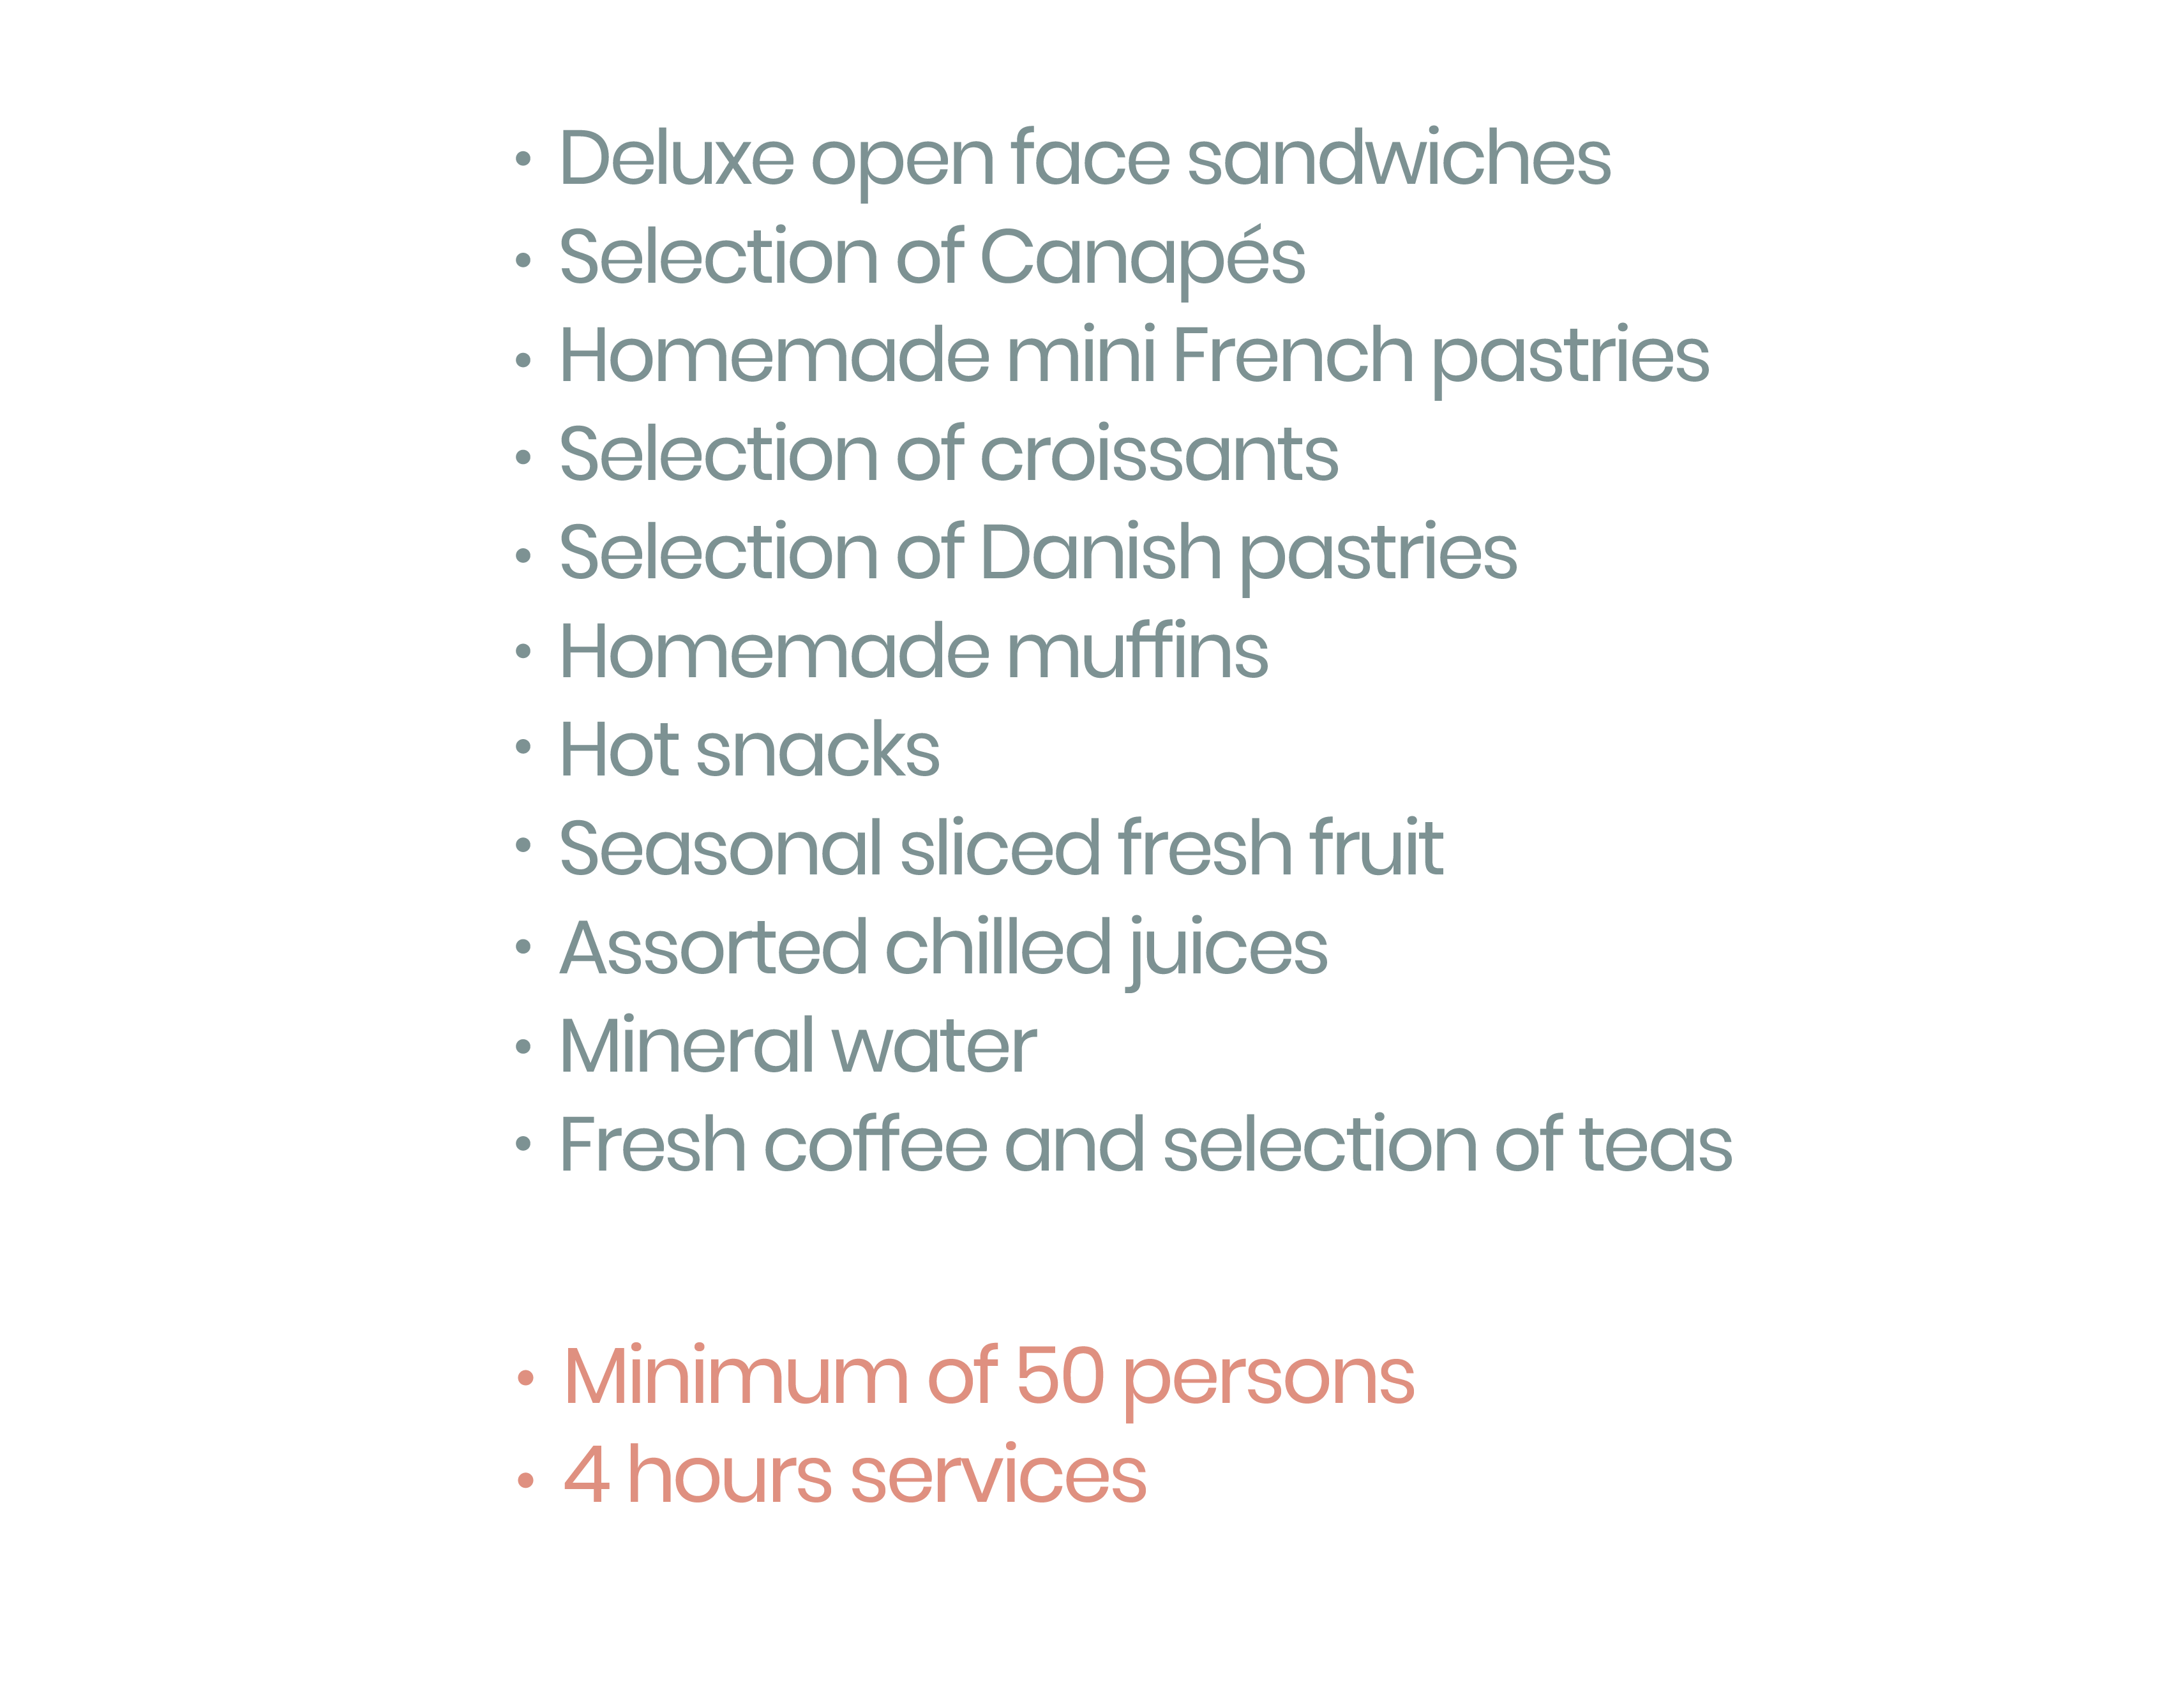 • Deluxe open face sandwiches
• Selection of Canapés
• Homemade mini French pastries
• Selection of croissants
• Selection of Danish pastries
• Homemade muffins
• Hot snacks
• Seasonal sliced fresh fruit
• Assorted chilled juices
• Mineral water
• Fresh coffee and selection of teas
• Minimum of 50 persons
• 4 hours services